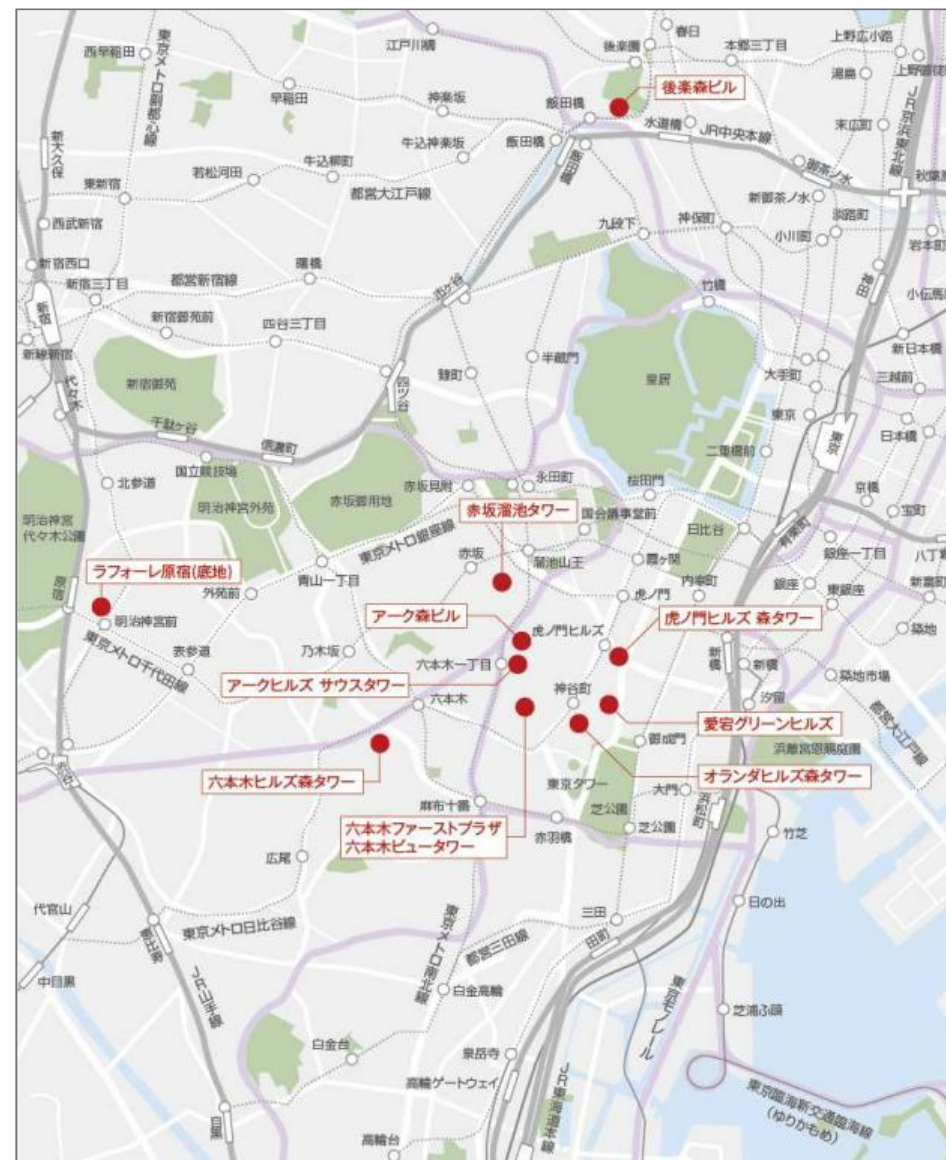 西早稲田
東京メトロ副都心線
江戸川橋
後楽園
春日
本郷三丁目
上野広小路
湯島
早稲田
神楽坂
飯田橋
後楽森ビル
末広町
JR京浜東北線
新大久保
牛込柳町
牛込神楽坂
飯田橋
飯田橋
水道橋
JR中央本線
御茶ノ水
東新宿
若松河田
都営大江戸線
新御茶ノ水
淡路町
西武新宿
九段下
神保町
小川町
岩本町
新宿西口
都営新宿線
曙橋
市ケ谷
竹橋
神田
新宿三丁目
新宿
新宿御苑前
四谷三丁目
半蔵門
新日本橋
新線新宿
新宿御苑
四ツ谷
麹町
皇居
大手町
三越前
代々木
千駄ケ谷
信濃町
東京
東京
日本橋
国立競技場
二重橋前
北参道
明治神宮外苑
赤坂御用地
赤坂見附
永田町
桜田門
京橋
明治神宮
代々木公園
東京メトロ銀座線
赤坂溜池タワー
国会議事堂前
日比谷
有楽町
宝町
ラフォーレ原宿(底地)
青山一丁目
赤坂
溜池山王
霞ケ関
銀座一丁目
原宿
外苑前
虎ノ門
内幸町
銀座
東銀座
明治神宮前
アーク森ビル
虎ノ門ヒルズ
虎ノ門ヒルズ 森タワー
築地
東京メトロ千代田線
表参道
乃木坂
六本木一丁目
新橋
新橋
築地市場
アークヒルズ サウスタワー
六本木
神谷町
汐留
都営大江戸線
愛宕グリーンヒルズ
御成門
浜離宮恩賜庭園
六本木ヒルズ森タワー
東京タワー
オランダヒルズ森タワー
大門
浜松町
麻布十番
芝公園
六本木ファーストプラザ
六本木ビュータワー
赤羽橋
芝公園
竹芝
広尾
代官山
三田
日の出
東京メトロ日比谷線
恵比寿
東京メトロ南北線
都営三田線
田町
中目黒
JR山手線
白金高輪
東京モノレール
芝浦ふ頭
白金台
泉岳寺
高輪ゲートウェイ
目黒
JR東海道本線
東京臨海新交通臨海線
(ゆりかもめ)
高輪台